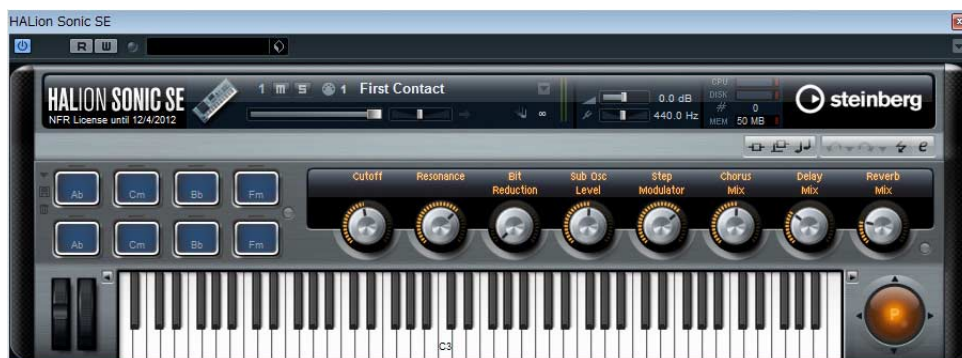 HALion Sonic SE
R W
HALION SONIC SE
NFR License until 12/4/2012
1 m s 1 First Contact
0.0 dB
440.0 Hz
CPU
DISK
# 0
MEM 50 MB
steinberg
e
Ab Cm Bb Fm
Ab Cm Bb Fm
Cutoff
Resonance
Bit
Reduction
Sub Osc
Level
Step
Modulator
Chorus
Mix
Delay
Mix
Reverb
Mix
C3
P